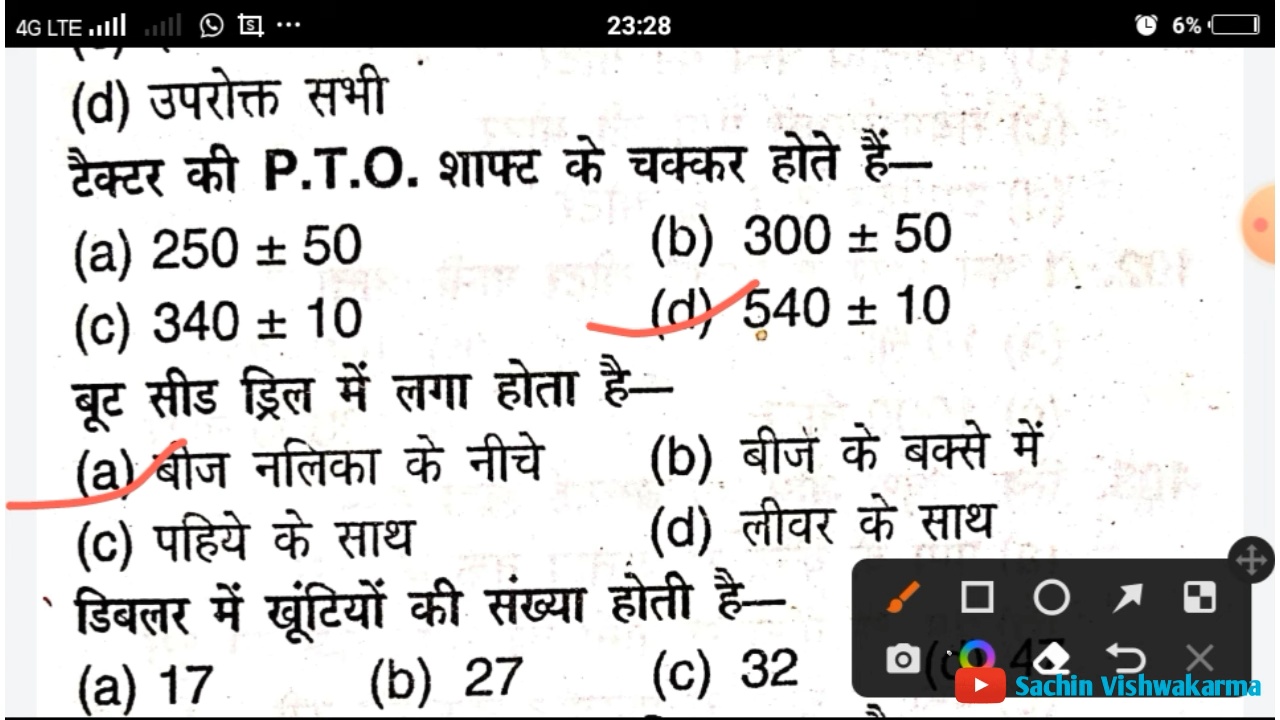 4G LTE 23:28 6%
(d) उपरोक्त सभी
टैक्टर की P.T.O. शाफ्ट के चक्कर होते हैं—
(a) 250 ± 50 (b) 300 ± 50
(c) 340 ± 10 (d) 540 ± 10
बूट सीड ड्रिल में लगा होता है—
(a) बीज नलिका के नीचे (b) बीज के बक्से में
(c) पहिये के साथ (d) लीवर के साथ
डिबलर में खूंटियों की संख्या होती है—
(a) 17 (b) 27 (c) 32
Sachin Vishwakarma